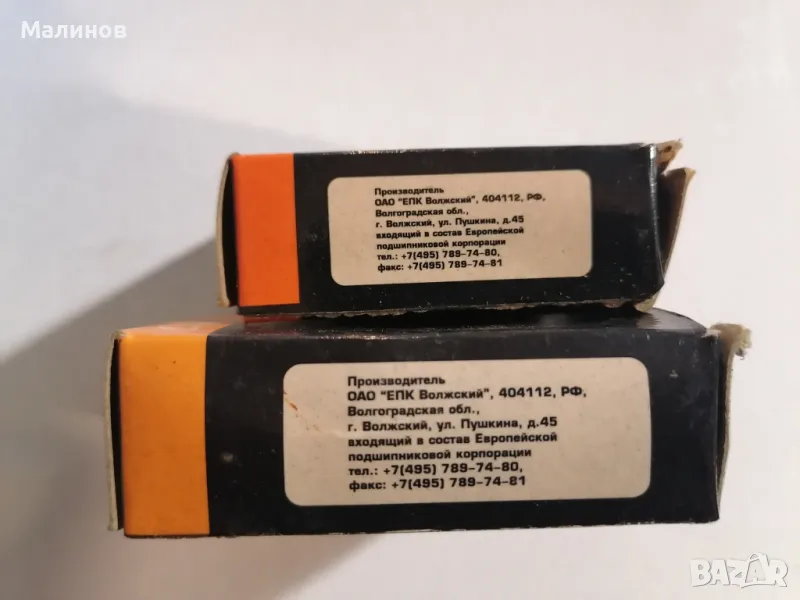 Малинов
Производитель
ОАО "ЕПК Волжский", 404112, РФ,
Волгоградская обл.,
г. Волжский, ул. Пушкина, д.45
входящий в состав Европейской
подшипниковой корпорации
тел.: +7(495) 789-74-80,
факс: +7(495) 789-74-81
Производитель
ОАО "ЕПК Волжский", 404112, РФ,
Волгоградская обл.,
г. Волжский, ул. Пушкина, д.45
входящий в состав Европейской
подшипниковой корпорации
тел.: +7(495) 789-74-80,
факс: +7(495) 789-74-81
BAZAR